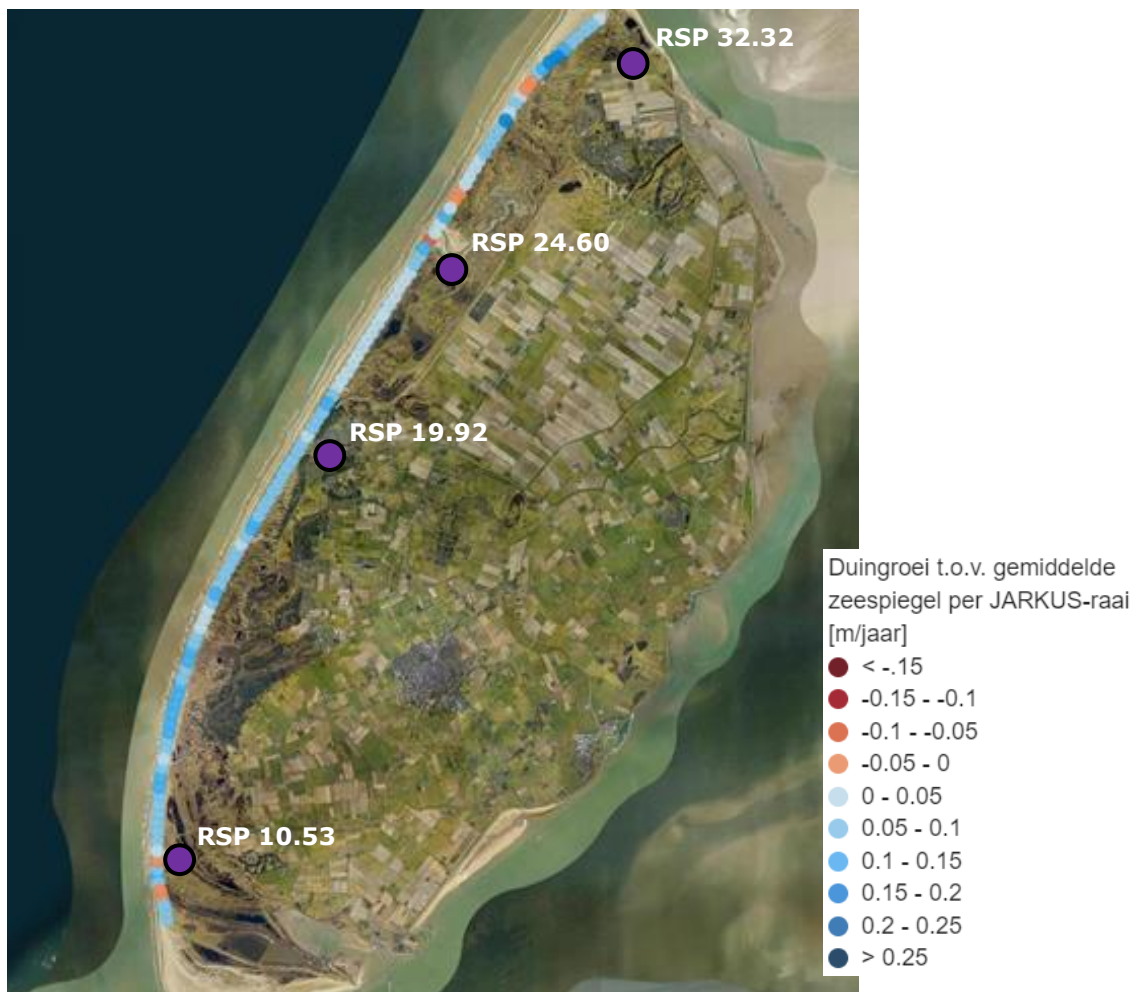 RSP 32.32
RSP 24.60
RSP 19.92
RSP 10.53
Duingroei t.o.v. gemiddelde
zeespiegel per JARKUS-raai
[m/jaar]
< -.15
-0.15 - -0.1
-0.1 - -0.05
-0.05 - 0
0 - 0.05
0.05 - 0.1
0.1 - 0.15
0.15 - 0.2
0.2 - 0.25
> 0.25